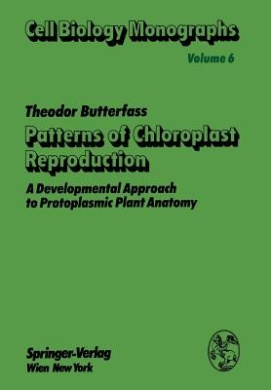 Cell Biology Monographs
Volume 6
Theodor Butterfass
Patterns of Chloroplast
Reproduction
A Developmental Approach
to Protoplasmic Plant Anatomy
Springer-Verlag
Wien New York